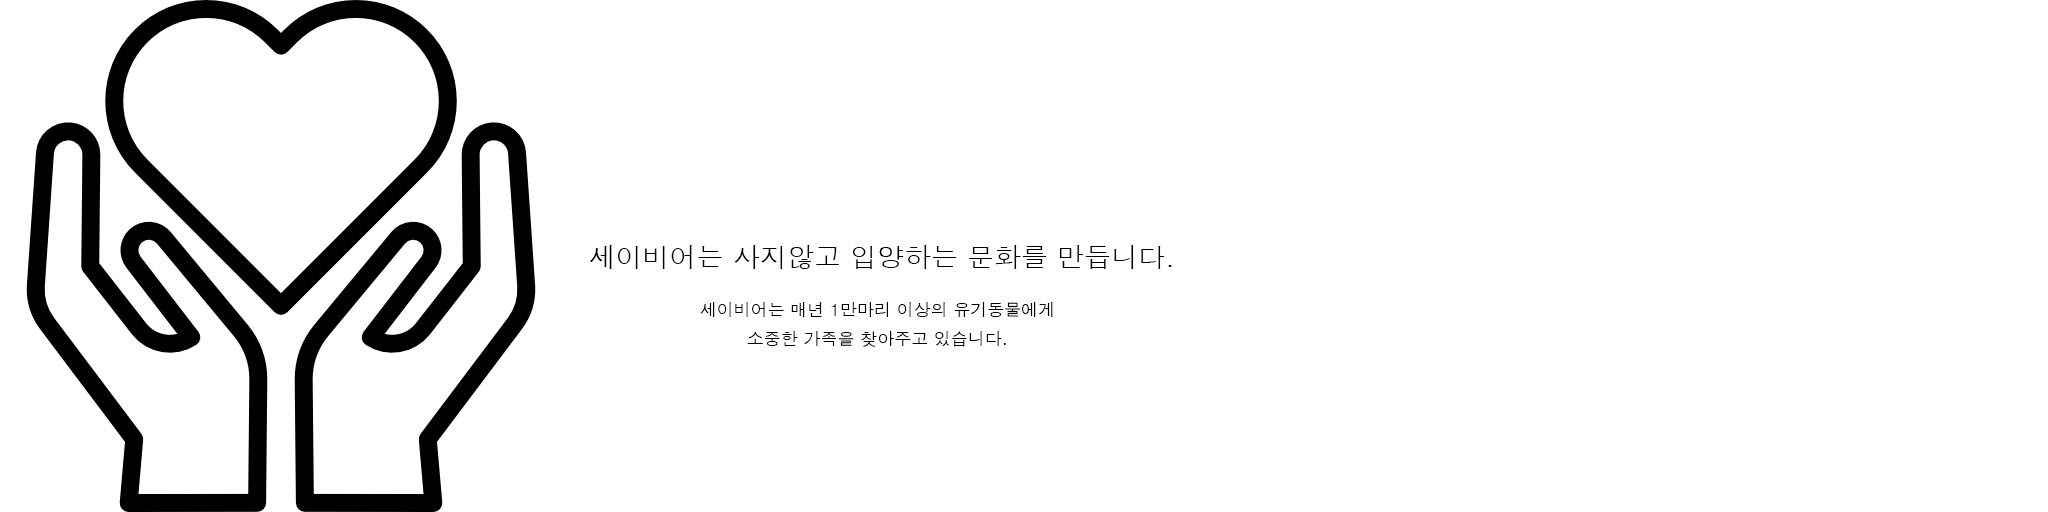 세이비어는 사지않고 입양하는 문화를 만듭니다.
세이비어는 매년 1만마리 이상의 유기동물에게
소중한 가족을 찾아주고 있습니다.